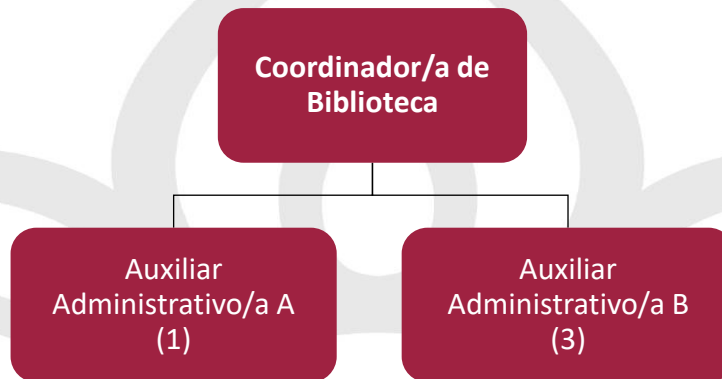 Coordinador/a de
Biblioteca
Auxiliar
Administrativo/a A
(1)
Auxiliar
Administrativo/a B
(3)